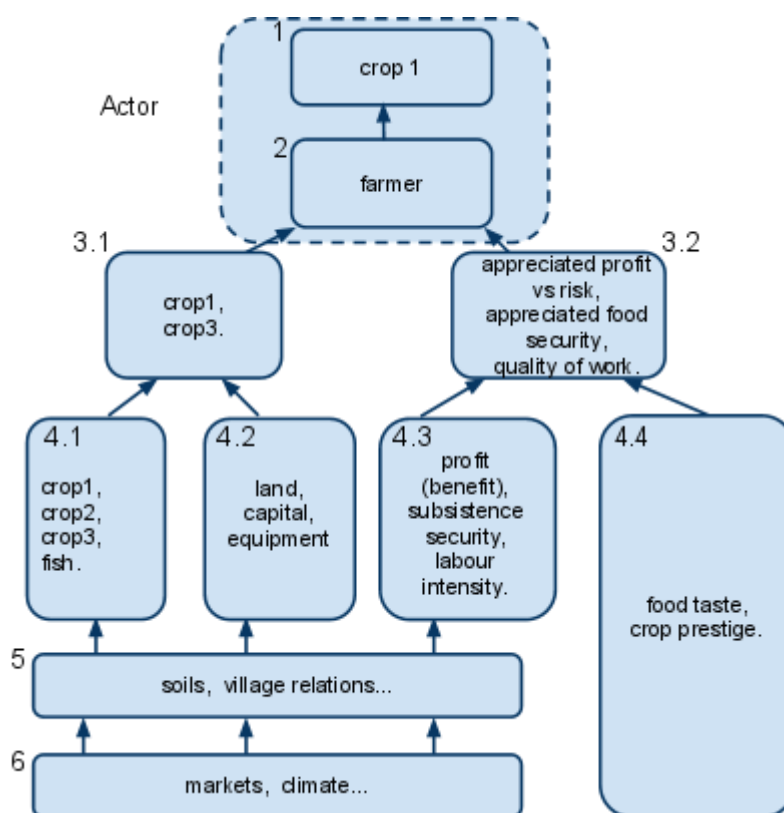 1
crop 1
Actor
2
farmer
3.1
crop1,
crop3.
3.2
appreciated profit
vs risk,
appreciated food
security,
quality of work.
4.1
crop1,
crop2,
crop3,
fish.
4.2
land,
capital,
equipment
4.3
profit
(benefit),
subsistence
security,
labour
intensity.
4.4
food taste,
crop prestige.
5
soils, village relations...
6
markets, climate...